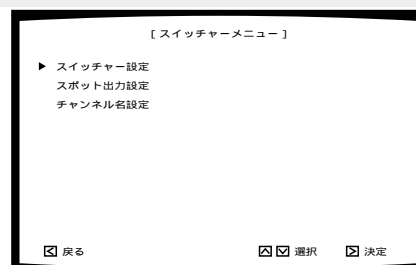 [ スイッチャーメニュー ]
▶ スイッチャー設定
スポット出力設定
チャンネル名設定
戻る 選択 決定